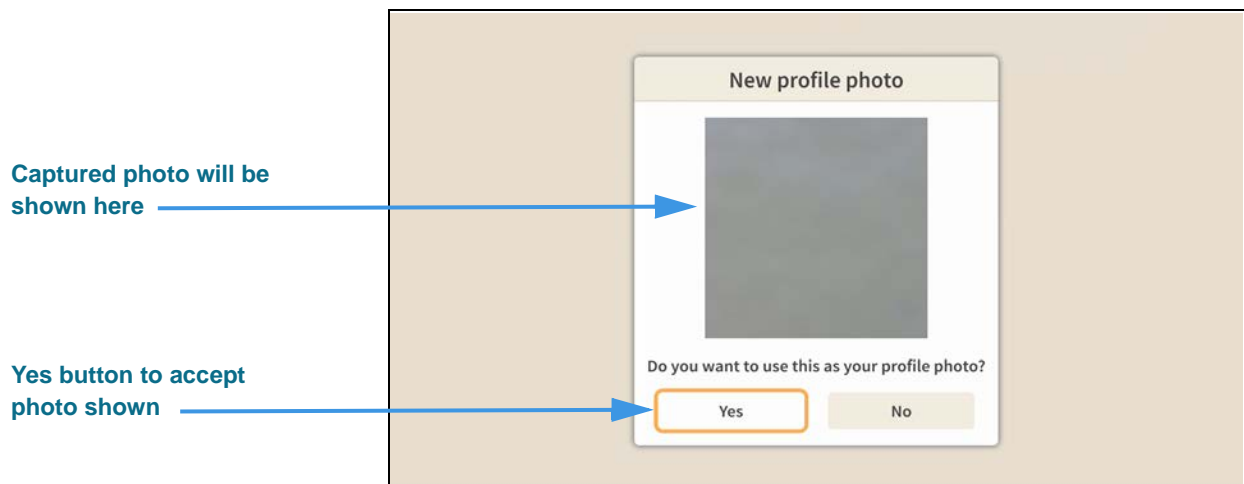 New profile photo
Captured photo will be
shown here
Do you want to use this as your profile photo?
Yes button to accept
photo shown
Yes
No